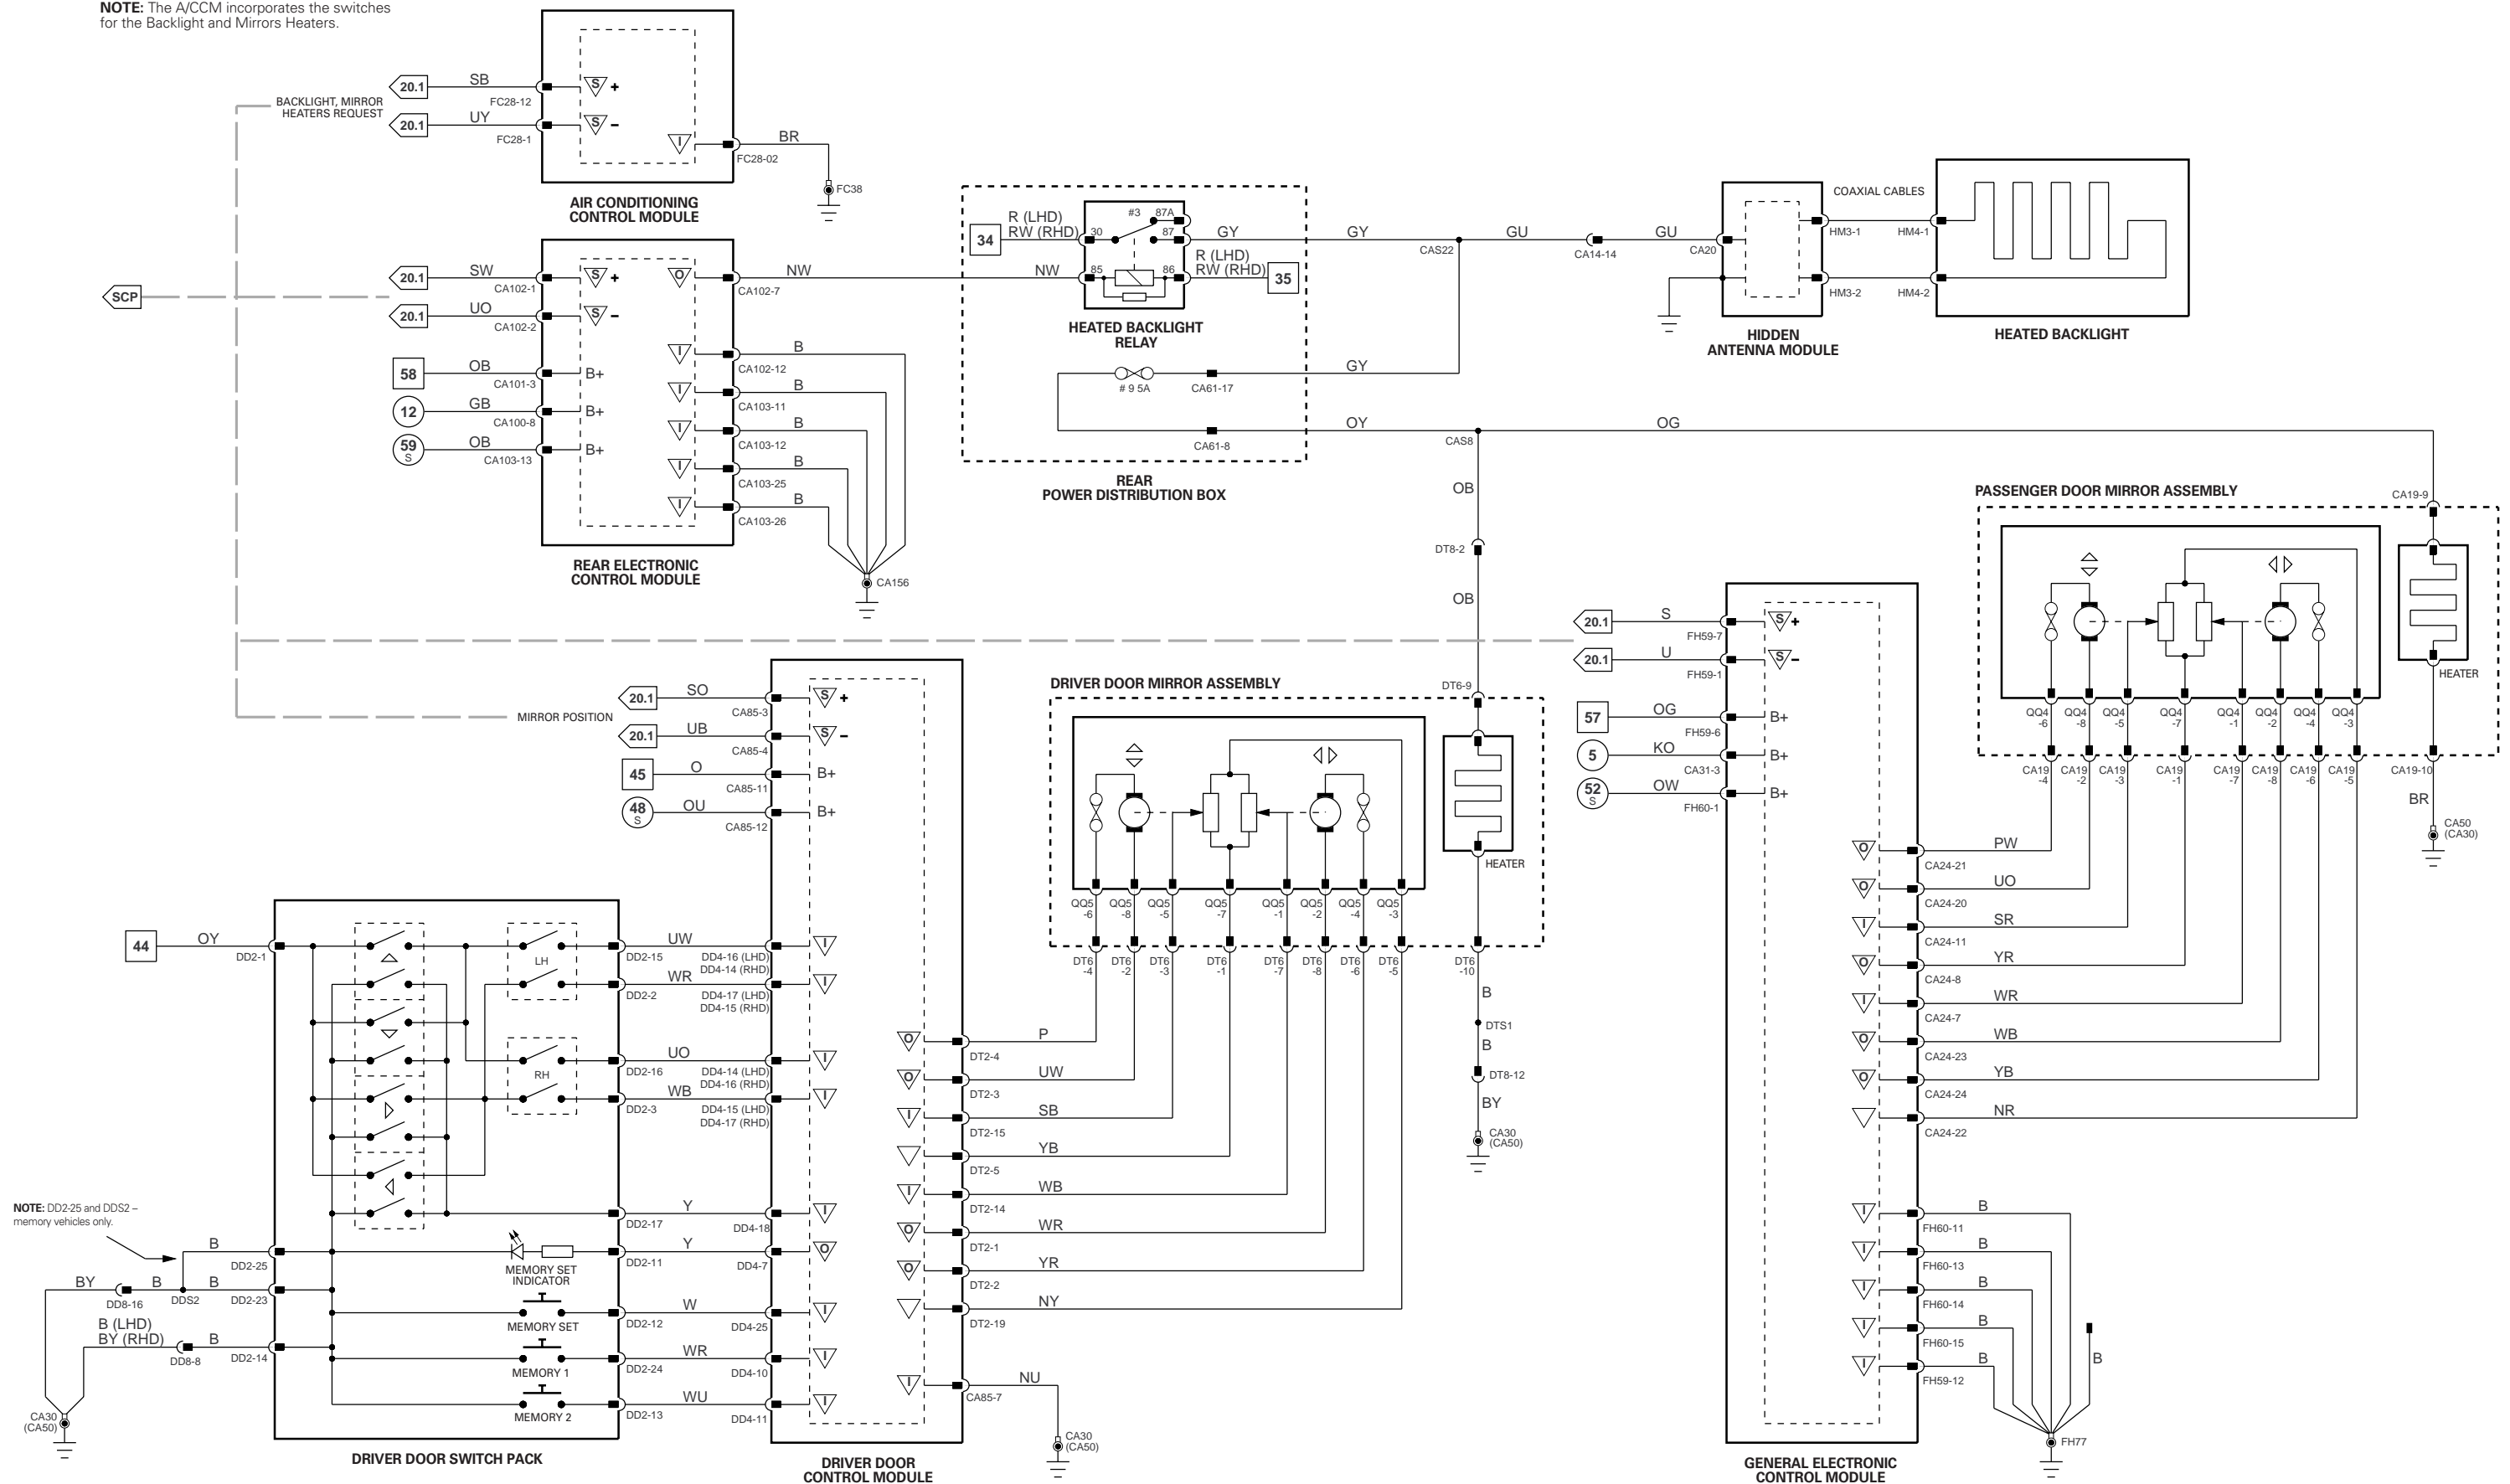 NOTE: The A/CCM incorporates the switches
for the Backlight and Mirrors Heaters.
20.1
SB
FC28-12
S
+
BACKLIGHT, MIRROR
HEATERS REQUEST
20.1
UY
FC28-1
S
–
I
BR
FC28-02
FC38
AIR CONDITIONING
CONTROL MODULE
SCP
20.1
SW
CA102-1
S
+
O
NW
CA102-7
20.1
UO
CA102-2
S
–
58
OB
CA101-3
B+
12
GB
CA100-8
B+
59
S
OB
CA103-13
B+
I
B
CA102-12
I
B
CA103-11
I
B
CA103-12
I
B
CA103-25
I
B
CA103-26
CA156
REAR ELECTRONIC
CONTROL MODULE
34
R (LHD)
RW (RHD)
30
#3
87A
87
NW
85
86
R (LHD)
RW (RHD)
35
HEATED BACKLIGHT
RELAY
GY
GY
CAS22
GU
CA14-14
GU
CA20
# 9 5A
CA61-17
GY
CA61-8
OY
CAS8
OG
REAR
POWER DISTRIBUTION BOX
COAXIAL CABLES
HM3-1
HM4-1
HM3-2
HM4-2
HIDDEN
ANTENNA MODULE
HEATED BACKLIGHT
OB
DT8-2
OB
DT6-9
PASSENGER DOOR MIRROR ASSEMBLY
CA19-9
HEATER
QQ4
-6
QQ4
-8
QQ4
-5
QQ4
-7
QQ4
-1
QQ4
-2
QQ4
-4
QQ4
-3
CA19
-4
CA19
-2
CA19
-3
CA19
-1
CA19
-7
CA19
-8
CA19
-6
CA19
-5
CA19-10
BR
CA50
(CA30)
MIRROR POSITION
20.1
SO
CA85-3
S
+
20.1
UB
CA85-4
S
–
45
O
CA85-11
B+
48
S
OU
CA85-12
B+
DRIVER DOOR MIRROR ASSEMBLY
HEATER
QQ5
-6
QQ5
-8
QQ5
-5
QQ5
-7
QQ5
-1
QQ5
-2
QQ5
-4
QQ5
-3
DT6
-4
DT6
-2
DT6
-3
DT6
-1
DT6
-7
DT6
-8
DT6
-6
DT6
-5
DT6
-10
B
DTS1
B
DT8-12
BY
CA30
(CA50)
20.1
S
FH59-7
S
+
20.1
U
FH59-1
S
–
57
OG
FH59-6
B+
5
KO
CA31-3
B+
52
S
OW
FH60-1
B+
O
PW
CA24-21
O
UO
CA24-20
I
SR
CA24-11
O
YR
CA24-8
I
WR
CA24-7
O
WB
CA24-23
O
YB
CA24-24
NR
CA24-22
I
B
FH60-11
I
B
FH60-13
I
B
FH60-14
I
B
FH60-15
I
B
FH59-12
B
FH77
GENERAL ELECTRONIC
CONTROL MODULE
44
OY
DD2-1
LH
RH
DD2-15
UW
DD4-16 (LHD)
DD4-14 (RHD)
I
DD2-2
WR
DD4-17 (LHD)
DD4-15 (RHD)
I
DD2-16
UO
DD4-14 (LHD)
DD4-16 (RHD)
I
DD2-3
WB
DD4-15 (LHD)
DD4-17 (RHD)
I
DD2-17
Y
DD4-18
I
MEMORY SET
INDICATOR
DD2-11
Y
DD4-7
O
MEMORY SET
DD2-12
W
DD4-25
I
MEMORY 1
DD2-24
WR
DD4-10
I
MEMORY 2
DD2-13
WU
DD4-11
I
NOTE: DD2-25 and DDS2 –
memory vehicles only.
B
DD2-25
BY
DD8-16
B
DDS2
B
DD2-23
B (LHD)
BY (RHD)
DD8-8
B
DD2-14
CA30
(CA50)
DRIVER DOOR SWITCH PACK
O
P
DT2-4
O
UW
DT2-3
I
SB
DT2-15
YB
DT2-5
I
WB
DT2-14
O
WR
DT2-1
O
YR
DT2-2
NY
DT2-19
I
NU
CA85-7
CA30
(CA50)
DRIVER DOOR
CONTROL MODULE